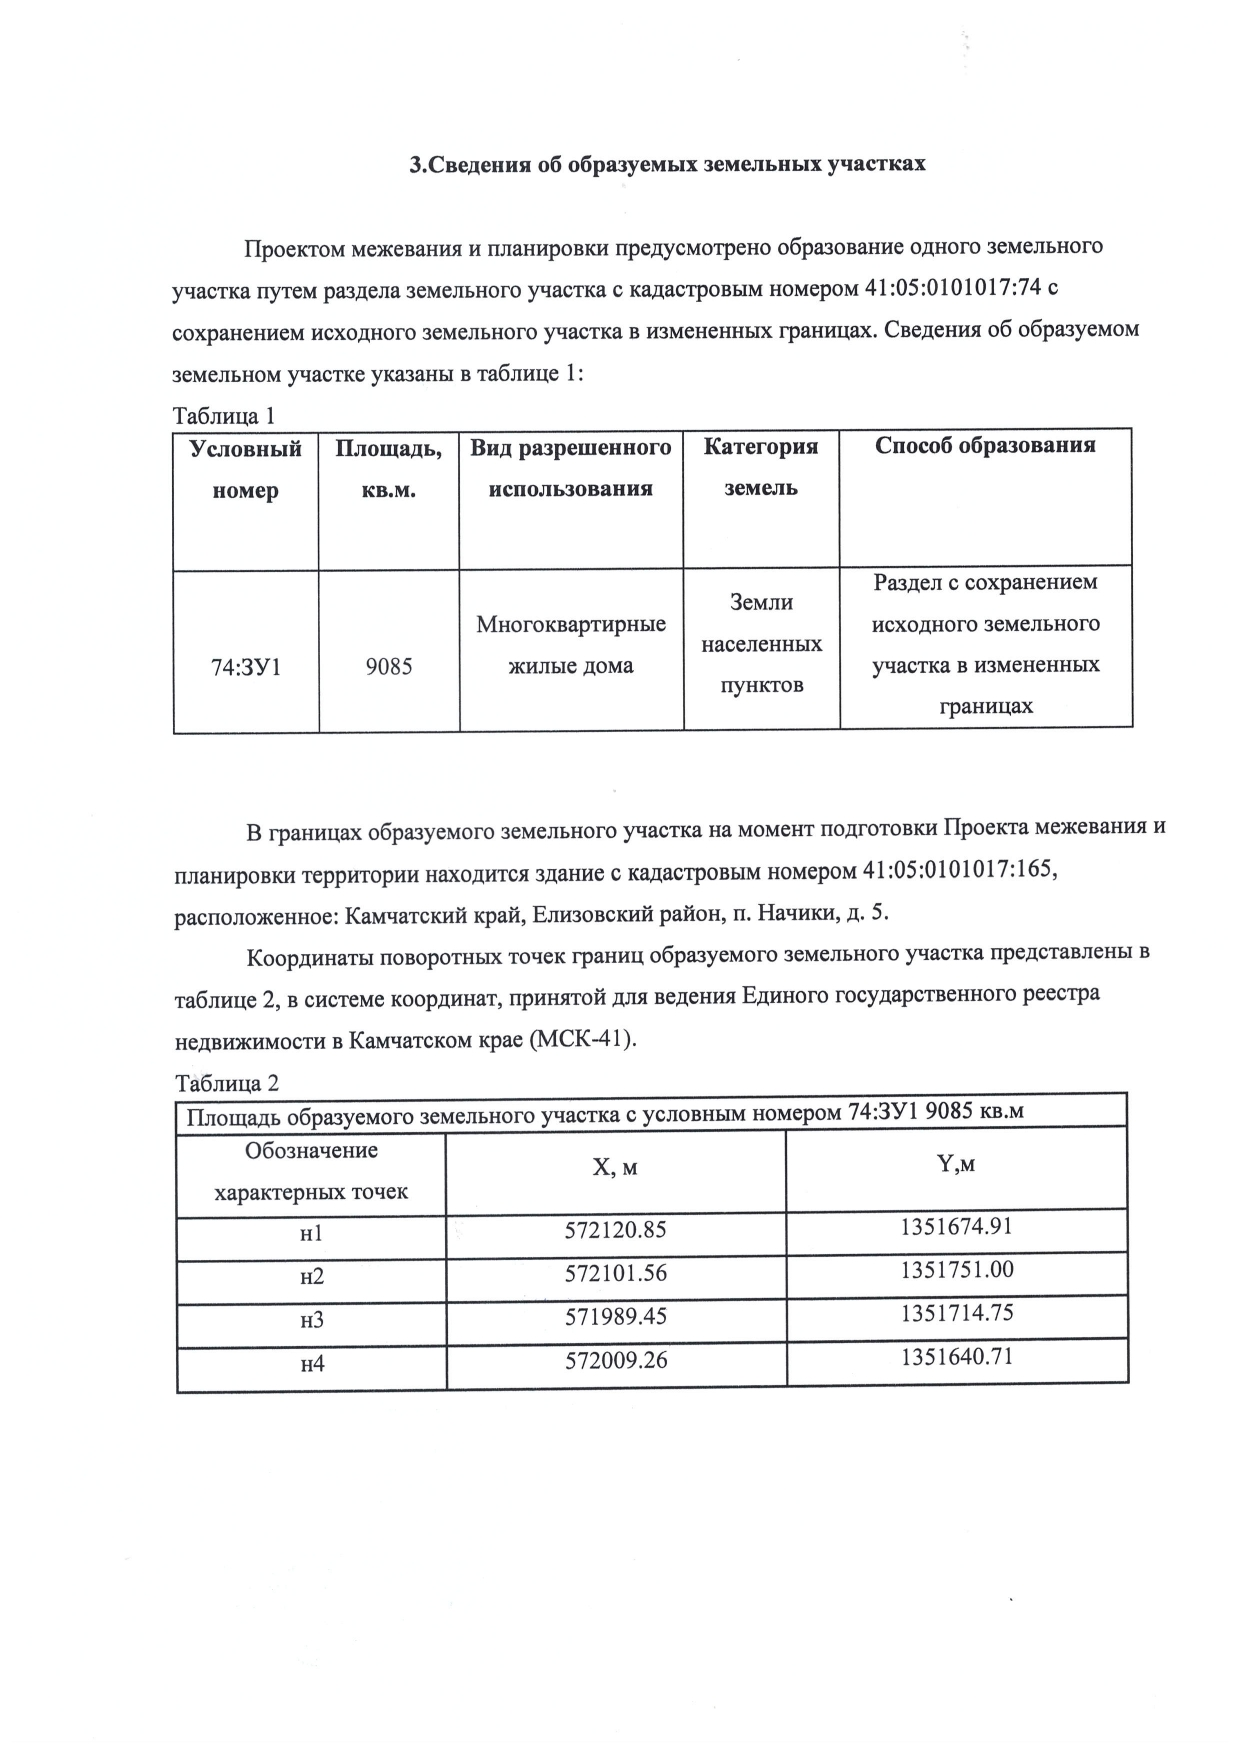 3.Сведения об образуемых земельных участках
Проектом межевания и планировки предусмотрено образование одного земельного
участка путем раздела земельного участка с кадастровым номером 41:05:0101017:74 с
сохранением исходного земельного участка в измененных границах. Сведения об образуемом
земельном участке указаны в таблице 1:
Таблица 1
Условный номер | Площадь, кв.м. | Вид разрешенного использования | Категория земель | Способ образования
74:ЗУ1 | 9085 | Многоквартирные жилые дома | Земли населенных пунктов | Раздел с сохранением исходного земельного участка в измененных границах
В границах образуемого земельного участка на момент подготовки Проекта межевания и
планировки территории находится здание с кадастровым номером 41:05:0101017:165,
расположенное: Камчатский край, Елизовский район, п. Начики, д. 5.
Координаты поворотных точек границ образуемого земельного участка представлены в
таблице 2, в системе координат, принятой для ведения Единого государственного реестра
недвижимости в Камчатском крае (МСК-41).
Таблица 2
Площадь образуемого земельного участка с условным номером 74:ЗУ1 9085 кв.м
Обозначение характерных точек | X, м | Y,м
н1 | 572120.85 | 1351674.91
н2 | 572101.56 | 1351751.00
н3 | 571989.45 | 1351714.75
н4 | 572009.26 | 1351640.71